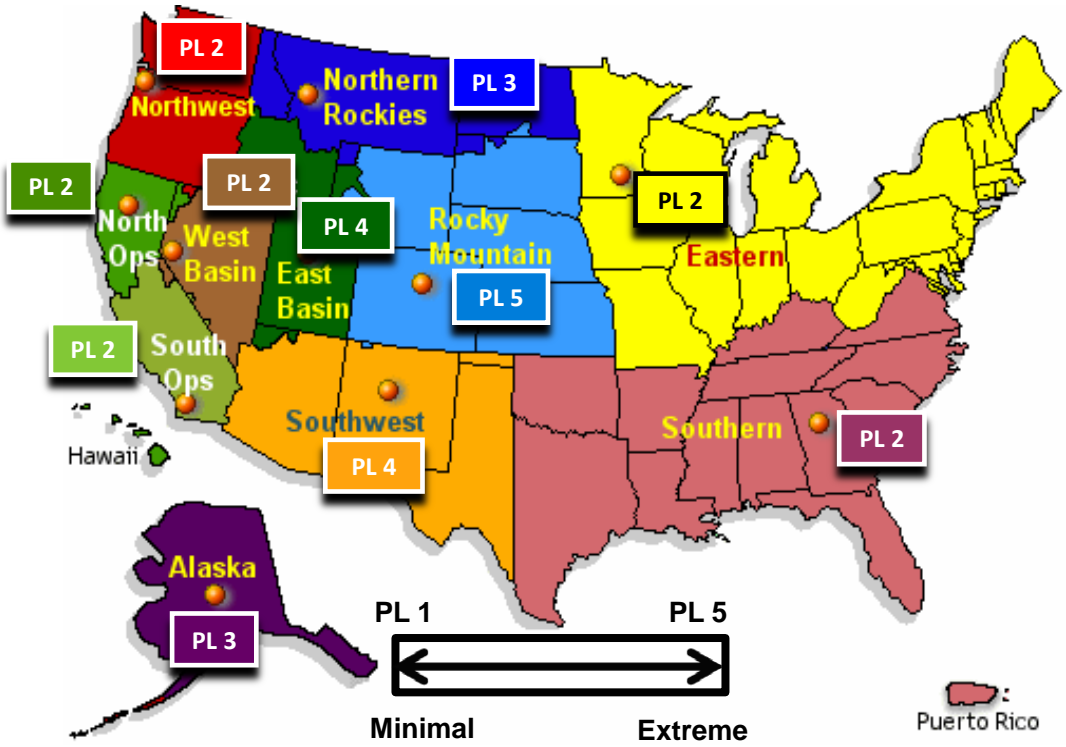 PL 2
Northwest
Northern
Rockies
PL 3
PL 2
North
Ops
PL 2
West
Basin
PL 4
East
Basin
Rocky
Mountain
PL 5
PL 2
Eastern
PL 2
South
Ops
Southwest
PL 4
Southern
PL 2
Hawaii
Alaska
PL 3
PL 1
PL 5
Minimal
Extreme
Puerto Rico